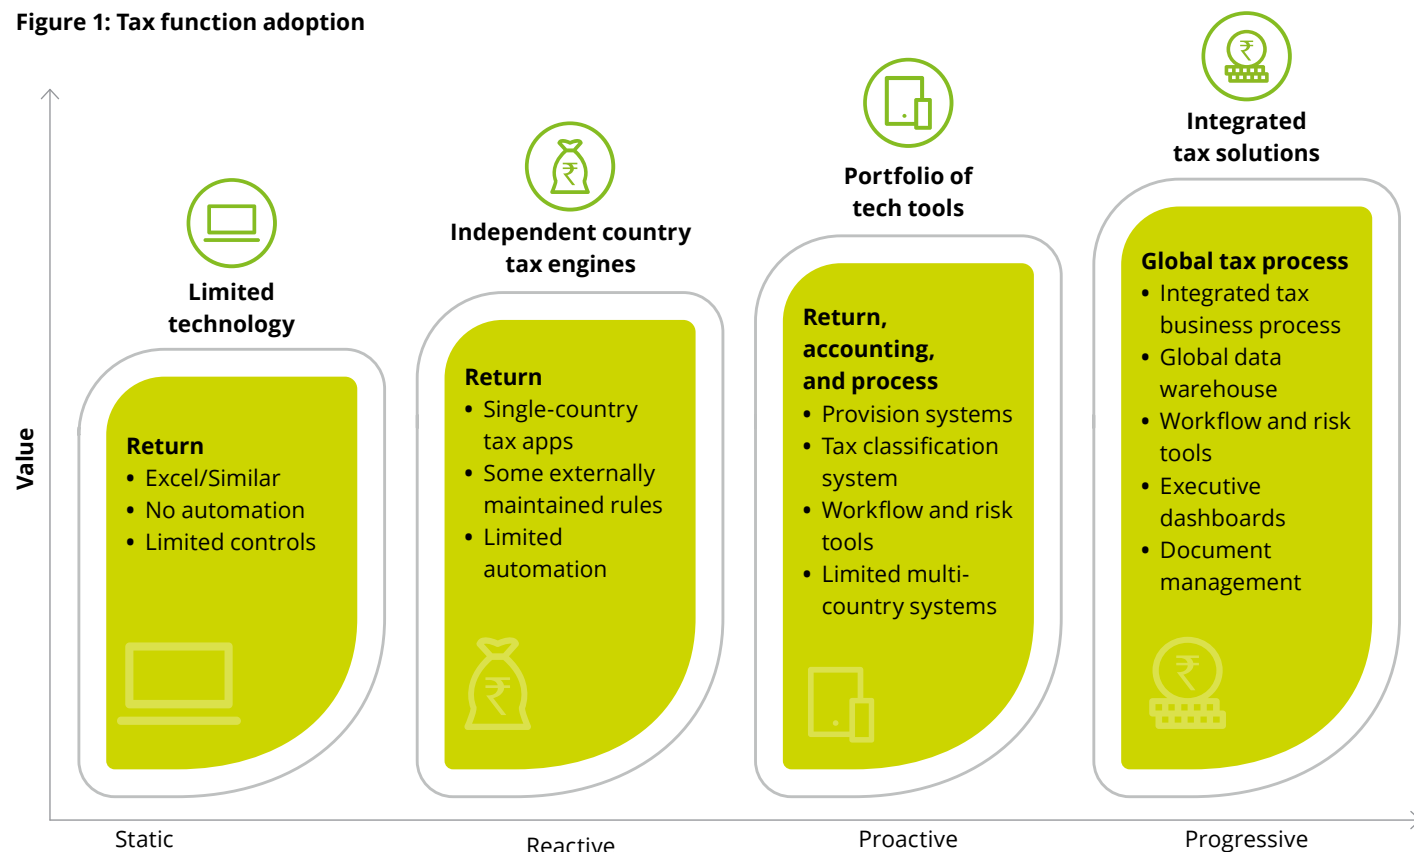 Figure 1: Tax function adoption
Value
Limited
technology
Return
• Excel/Similar
• No automation
• Limited controls
Independent country
tax engines
₹
Return
• Single-country
tax apps
• Some externally
maintained rules
• Limited
automation
₹
Portfolio of
tech tools
Return,
accounting,
and process
• Provision systems
• Tax classification
system
• Workflow and risk
tools
• Limited multi-
country systems
₹
Integrated
tax solutions
Global tax process
• Integrated tax
business process
• Global data
warehouse
• Workflow and risk
tools
• Executive
dashboards
• Document
management
₹
Static
Reactive
Proactive
Progressive